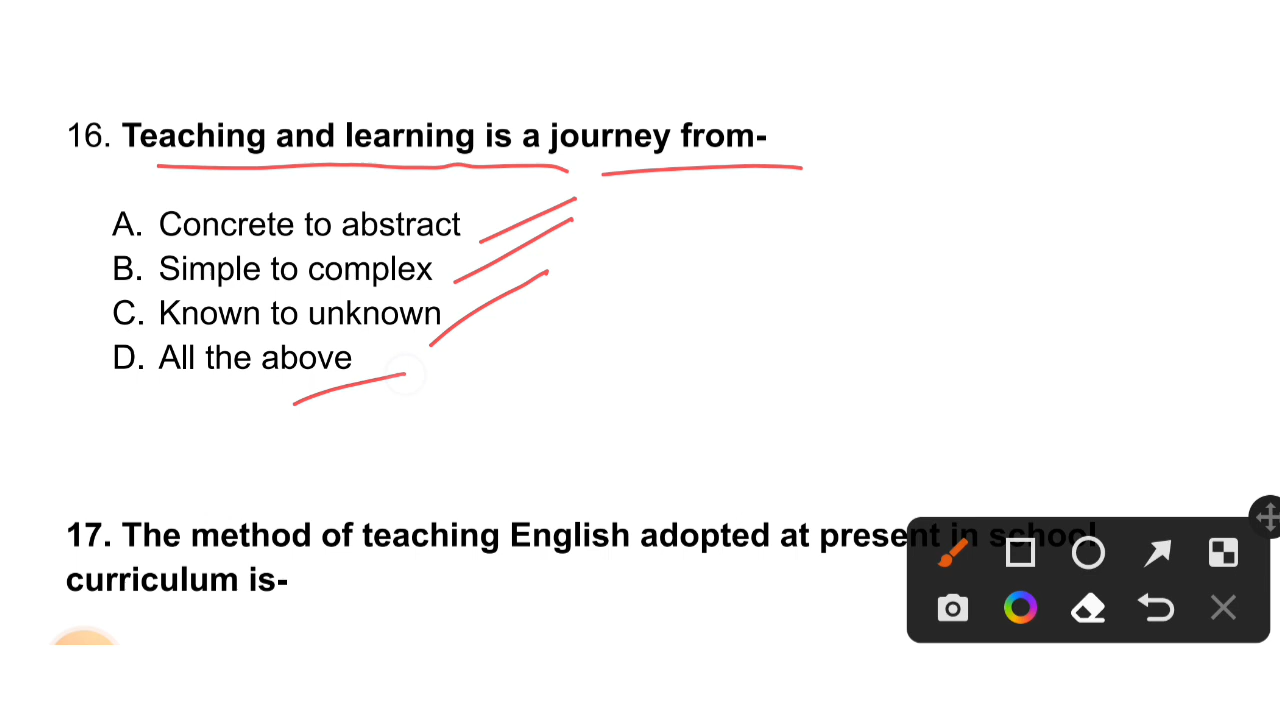 16. Teaching and learning is a journey from-
A. Concrete to abstract
B. Simple to complex
C. Known to unknown
D. All the above
17. The method of teaching English adopted at present in school
curriculum is-